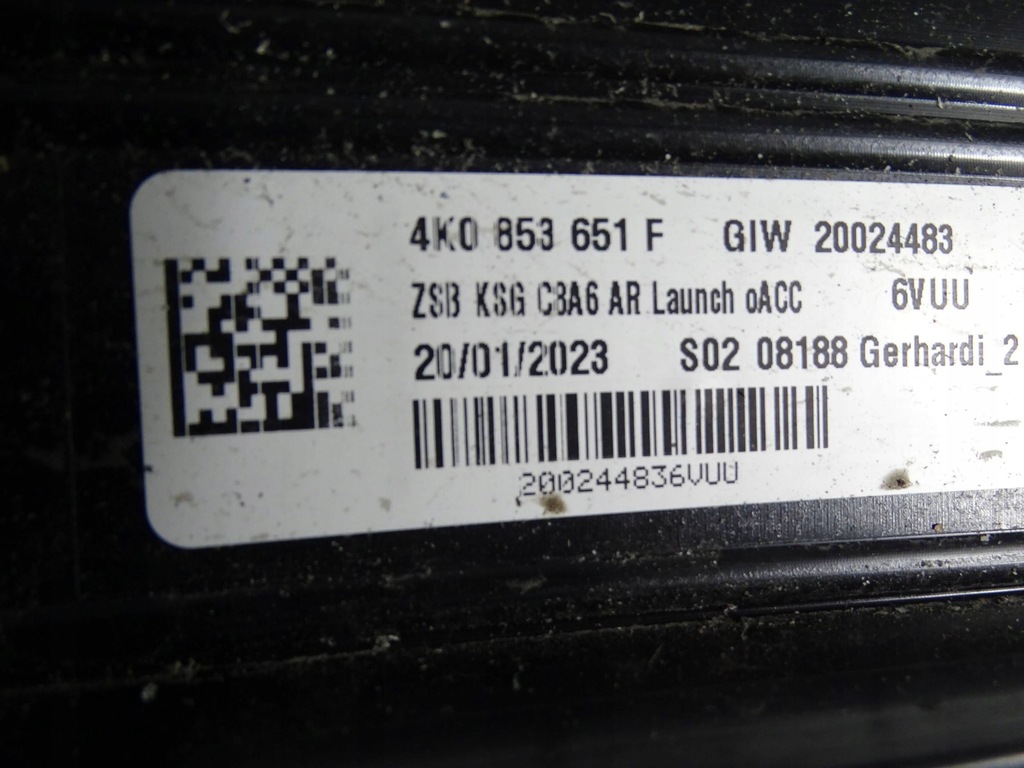 4K0 853 651 F GIW 20024483
ZSB KSG C8A6 AR Launch oACC 6VUU
20/01/2023 S02 08188 Gerhardi_2
200244836VUU